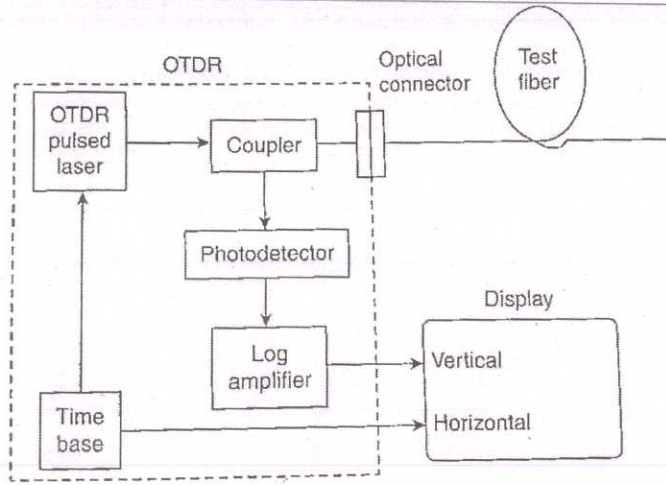 OTDR
Optical
connector
Test
fiber
OTDR
pulsed
laser
Coupler
Photodetector
Display
Log
amplifier
Vertical
Time
base
Horizontal